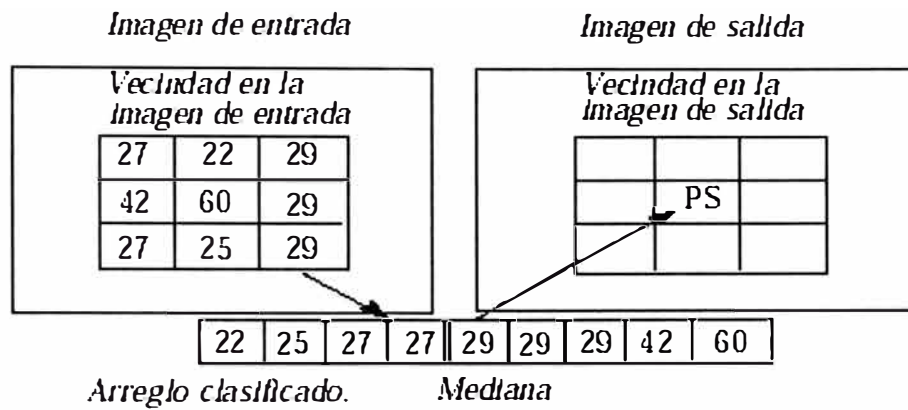 Imagen de entrada
Imagen de salida
Vecindad en la
Imagen de entrada
27 22 29
42 60 29
27 25 29
Vecindad en la
Imagen de salida
PS
22 25 27 27 29 29 29 42 60
Arreglo clasificado.
Mediana